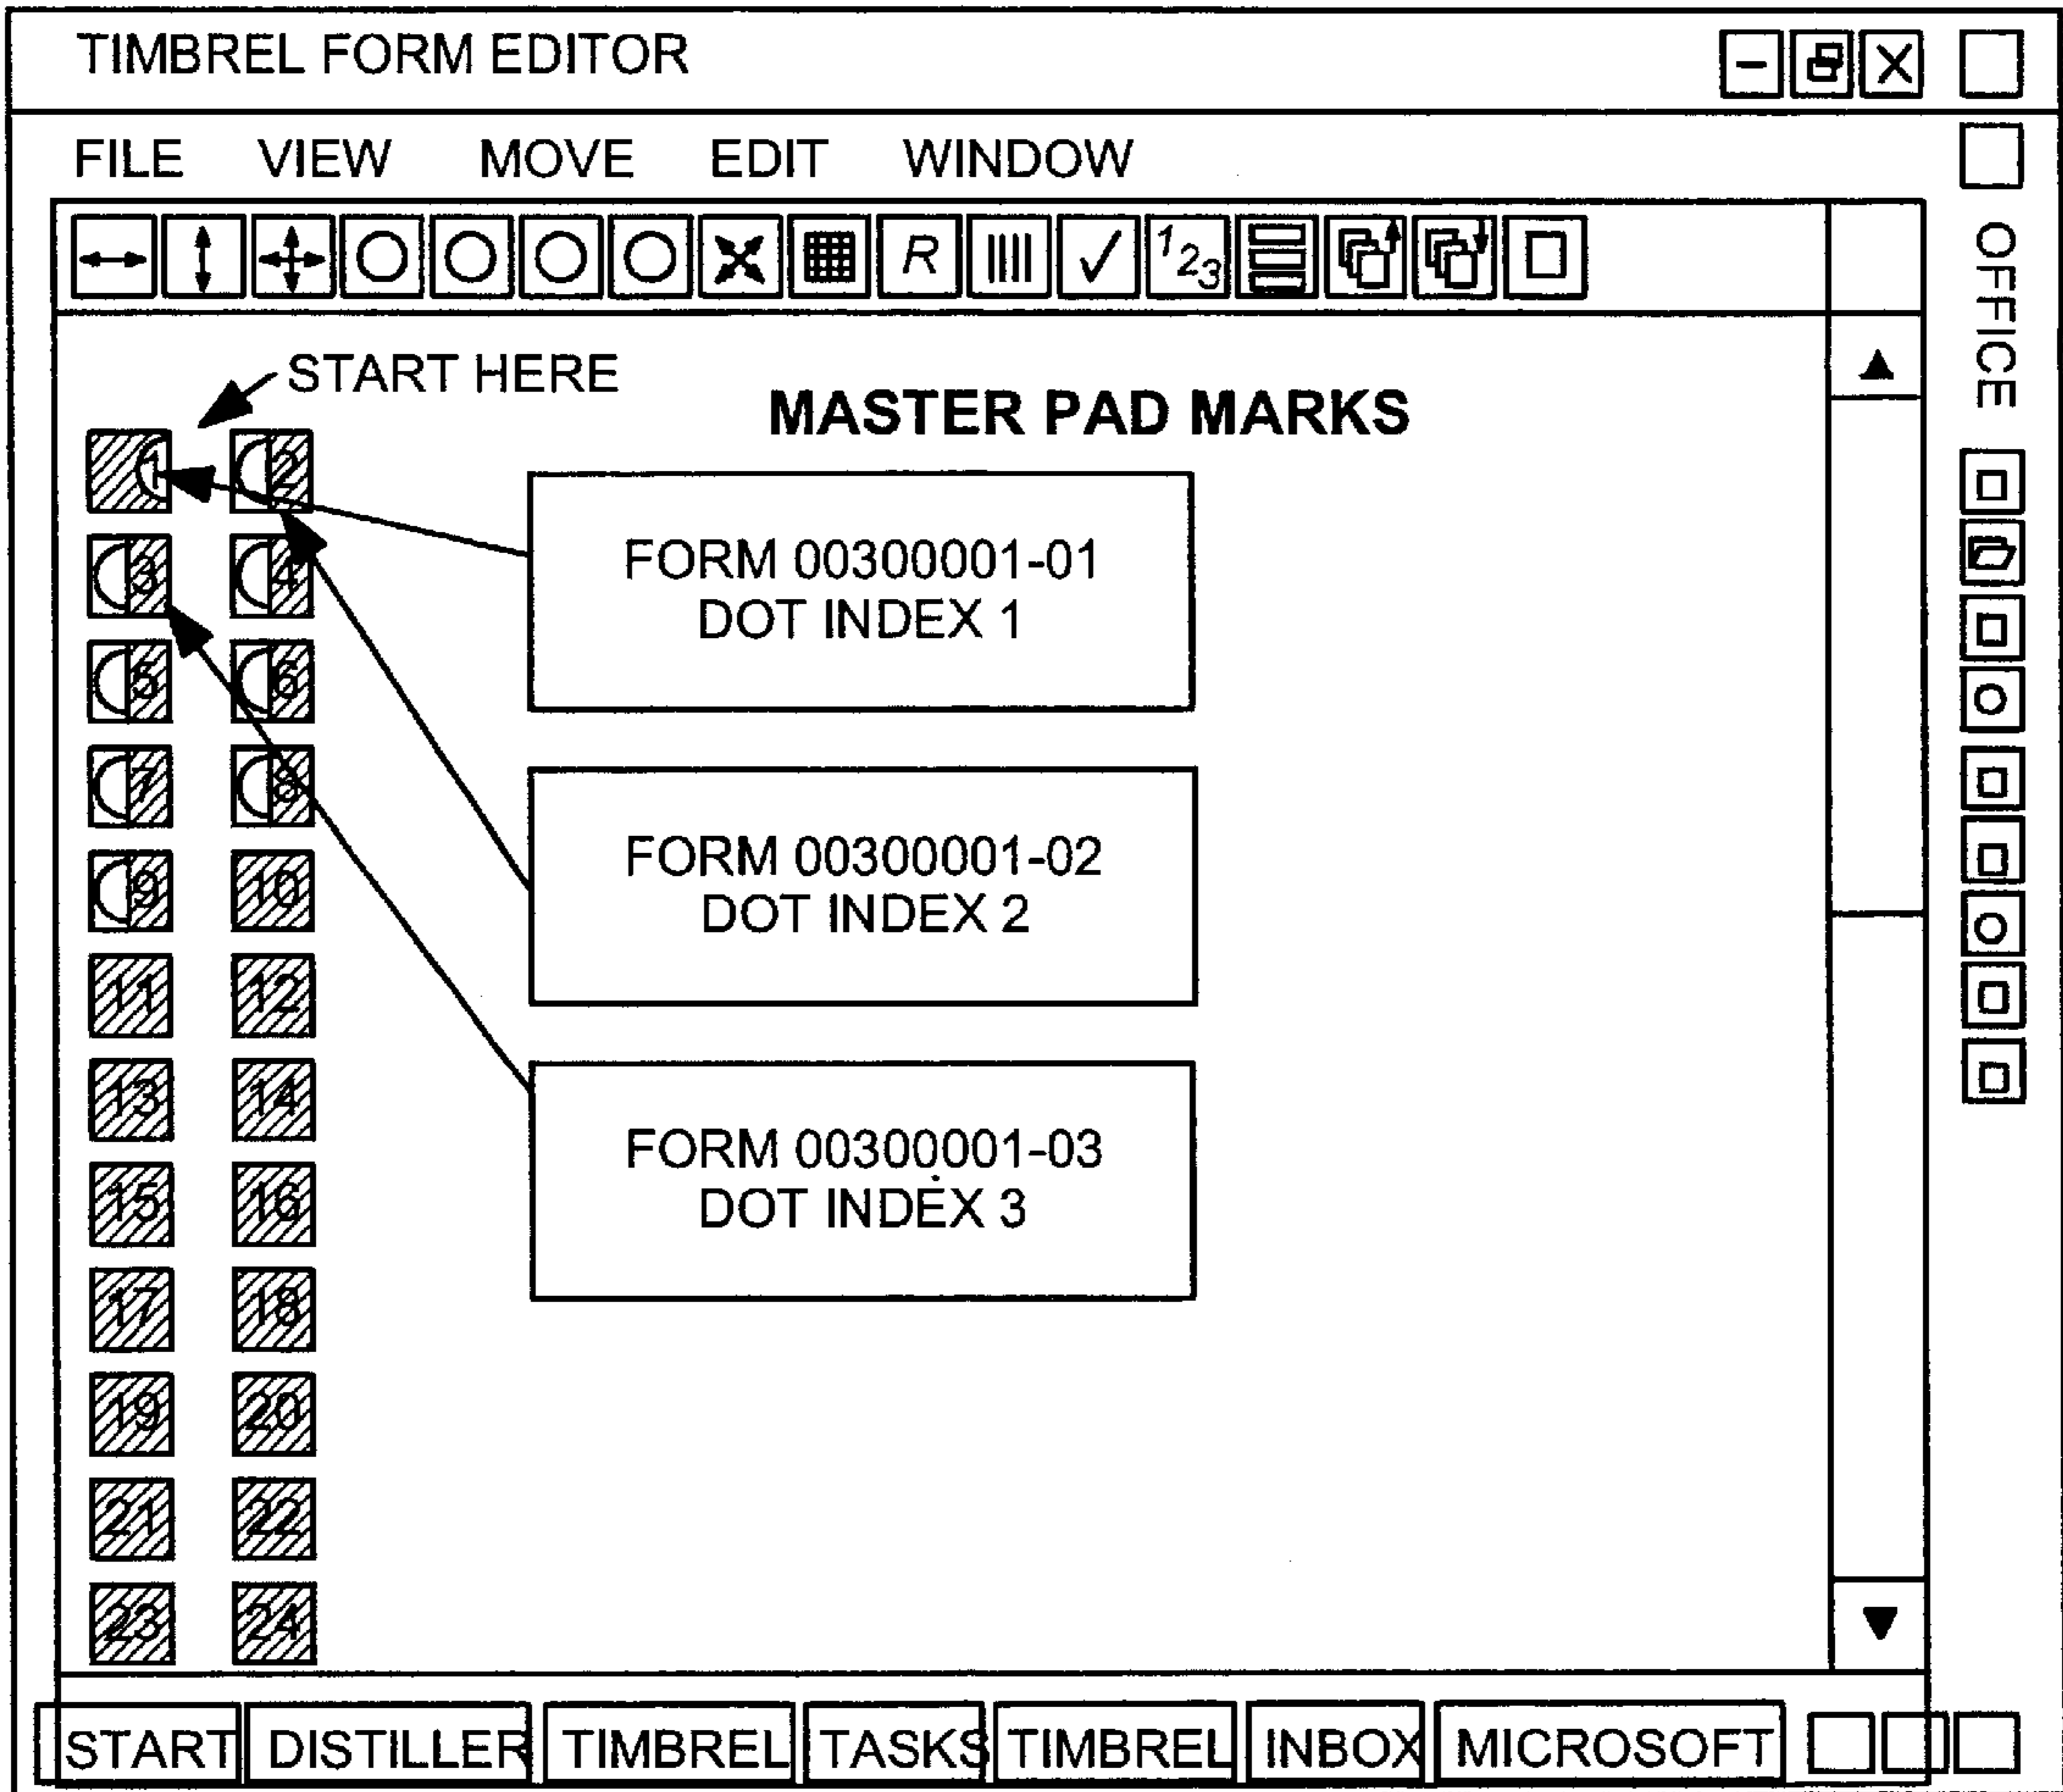 TIMBREL FORM EDITOR
FILE VIEW MOVE EDIT WINDOW
R 123
OFFICE
START HERE
MASTER PAD MARKS
1 2
3 4
5 6
7 8
9 10
11 12
13 14
15 16
17 18
19 20
21 22
23 24
FORM 00300001-01
DOT INDEX 1
FORM 00300001-02
DOT INDEX 2
FORM 00300001-03
DOT INDEX 3
START DISTILLER TIMBREL TASKS TIMBREL INBOX MICROSOFT